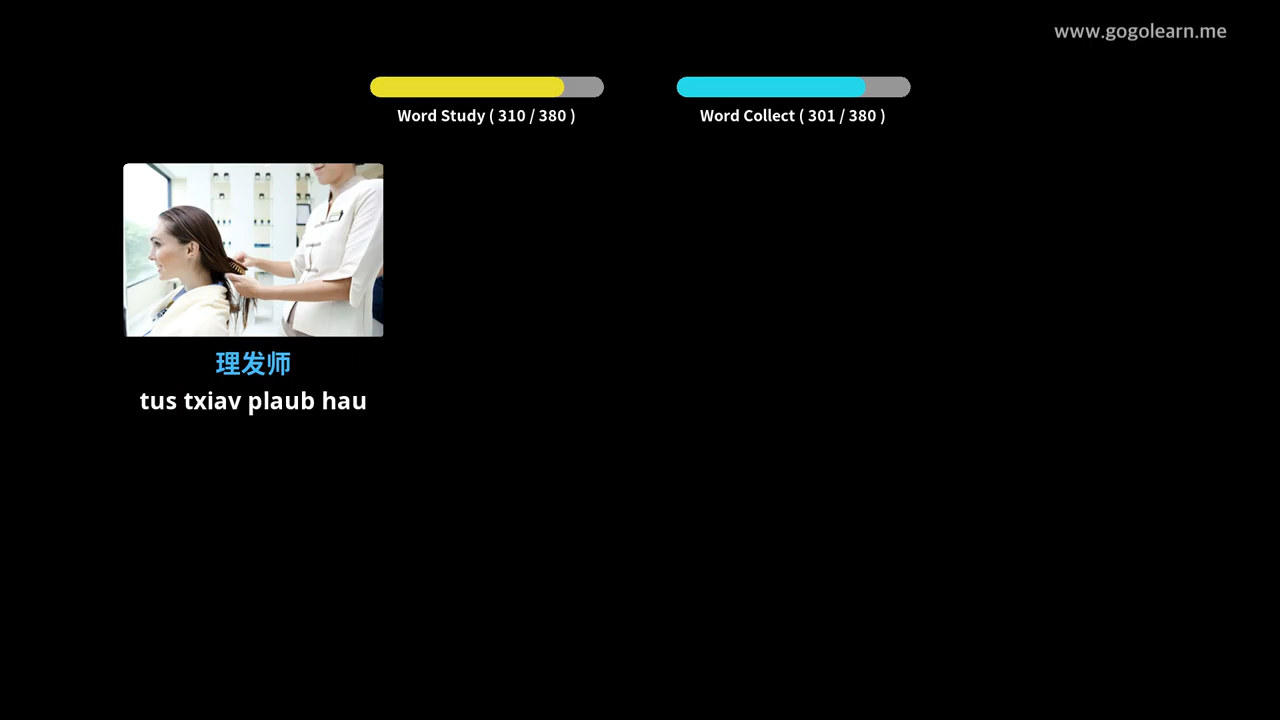 www.gogolearn.me
Word Study ( 310 / 380 )
Word Collect ( 301 / 380 )
理发师
tus txiav plaub hau